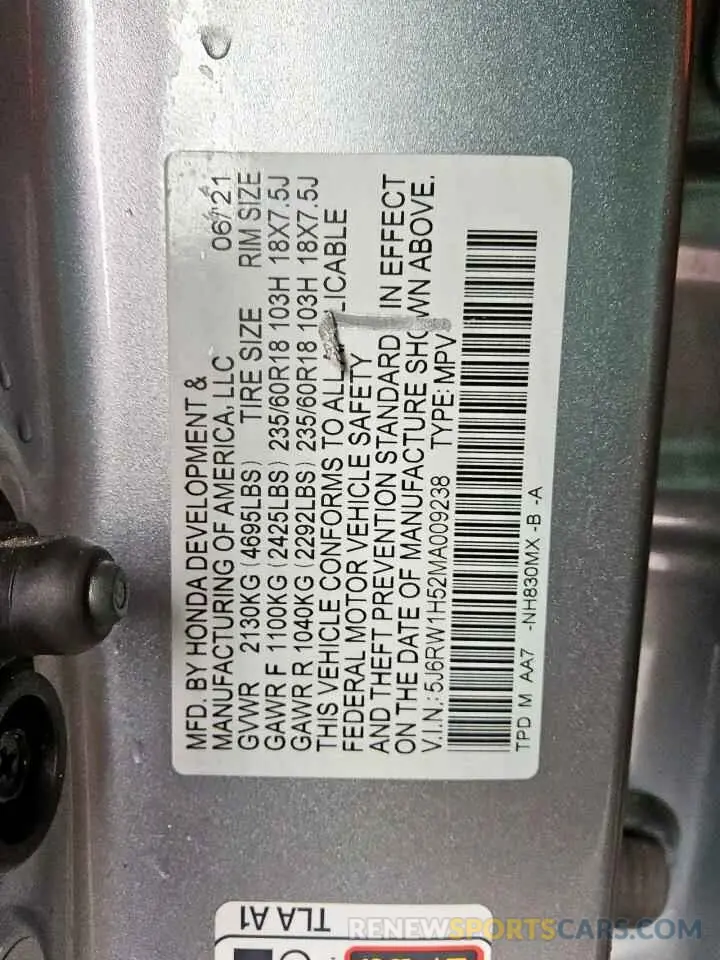 MFD. BY HONDA DEVELOPMENT &
MANUFACTURING OF AMERICA, LLC 06/21
GVWR 2130KG (4695LBS) TIRE SIZE RIM SIZE
GAWR F 1100KG (2425LBS) 235/60R18 103H 18X7.5J
GAWR R 1040KG (2292LBS) 235/60R18 103H 18X7.5J
THIS VEHICLE CONFORMS TO ALL LICABLE
FEDERAL MOTOR VEHICLE SAFETY
AND THEFT PREVENTION STANDARD IN EFFECT
ON THE DATE OF MANUFACTURE SHOWN ABOVE.
V.I.N.: 5J6RW1H52MA009238 TYPE: MPV
TPD M AA7 -NH830MX -B -A
TLA A1
RENEWSPORTSCARS.COM